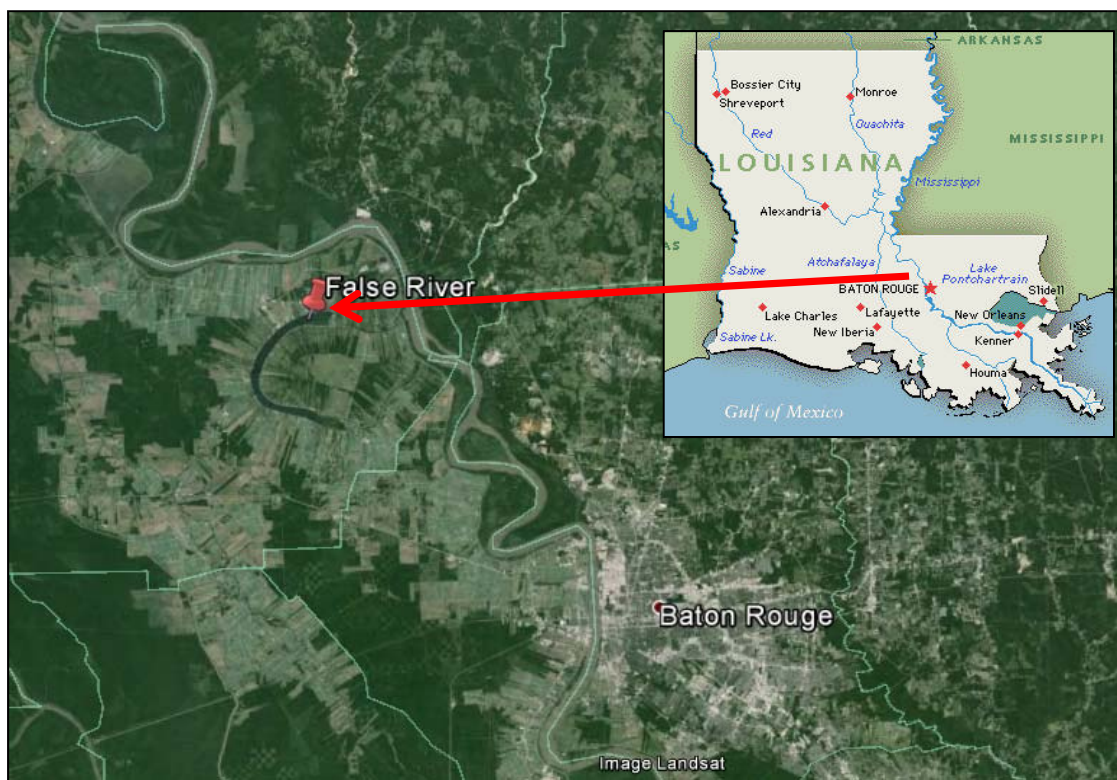 ARKANSAS
Bossier City
Shreveport
Monroe
Red
Ouachita
MISSISSIPPI
LOUISIANA
Mississippi
Alexandria
AS
Sabine
Atchafalaya
Lake
Pontchartrain
BATON ROUGE
Slidell
Lake Charles
Lafayette
New Orleans
New Iberia
Kenner
Sabine Lk.
Houma
Gulf of Mexico
False River
Baton Rouge
Image Landsat